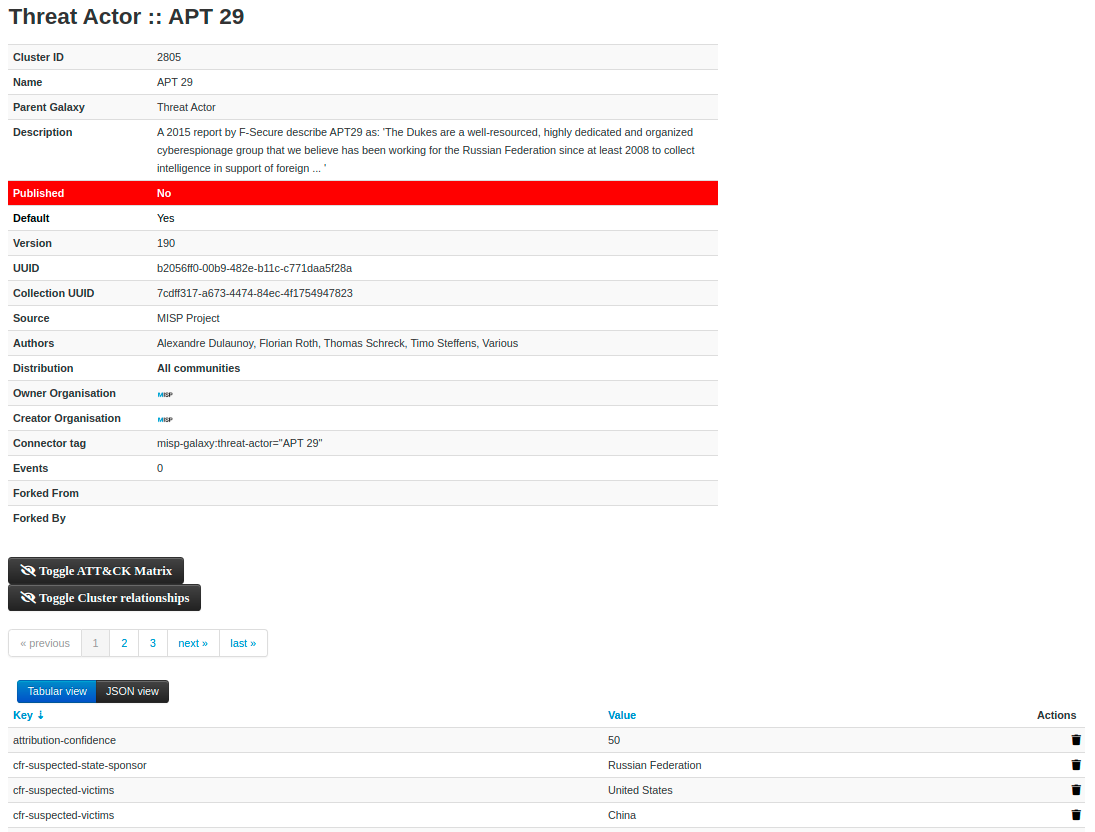 Threat Actor :: APT 29
Cluster ID 2805
Name APT 29
Parent Galaxy Threat Actor
Description A 2015 report by F-Secure describe APT29 as: 'The Dukes are a well-resourced, highly dedicated and organized
cyberespionage group that we believe has been working for the Russian Federation since at least 2008 to collect
intelligence in support of foreign ... '
Published No
Default Yes
Version 190
UUID b2056ff0-00b9-482e-b11c-c771daa5f28a
Collection UUID 7cdff317-a673-4474-84ec-4f1754947823
Source MISP Project
Authors Alexandre Dulaunoy, Florian Roth, Thomas Schreck, Timo Steffens, Various
Distribution All communities
Owner Organisation MISP
Creator Organisation MISP
Connector tag misp-galaxy:threat-actor="APT 29"
Events 0
Forked From
Forked By
Toggle ATT&CK Matrix
Toggle Cluster relationships
« previous 1 2 3 next » last »
Tabular view JSON view
Key ↓ Value Actions
attribution-confidence 50
cfr-suspected-state-sponsor Russian Federation
cfr-suspected-victims United States
cfr-suspected-victims China